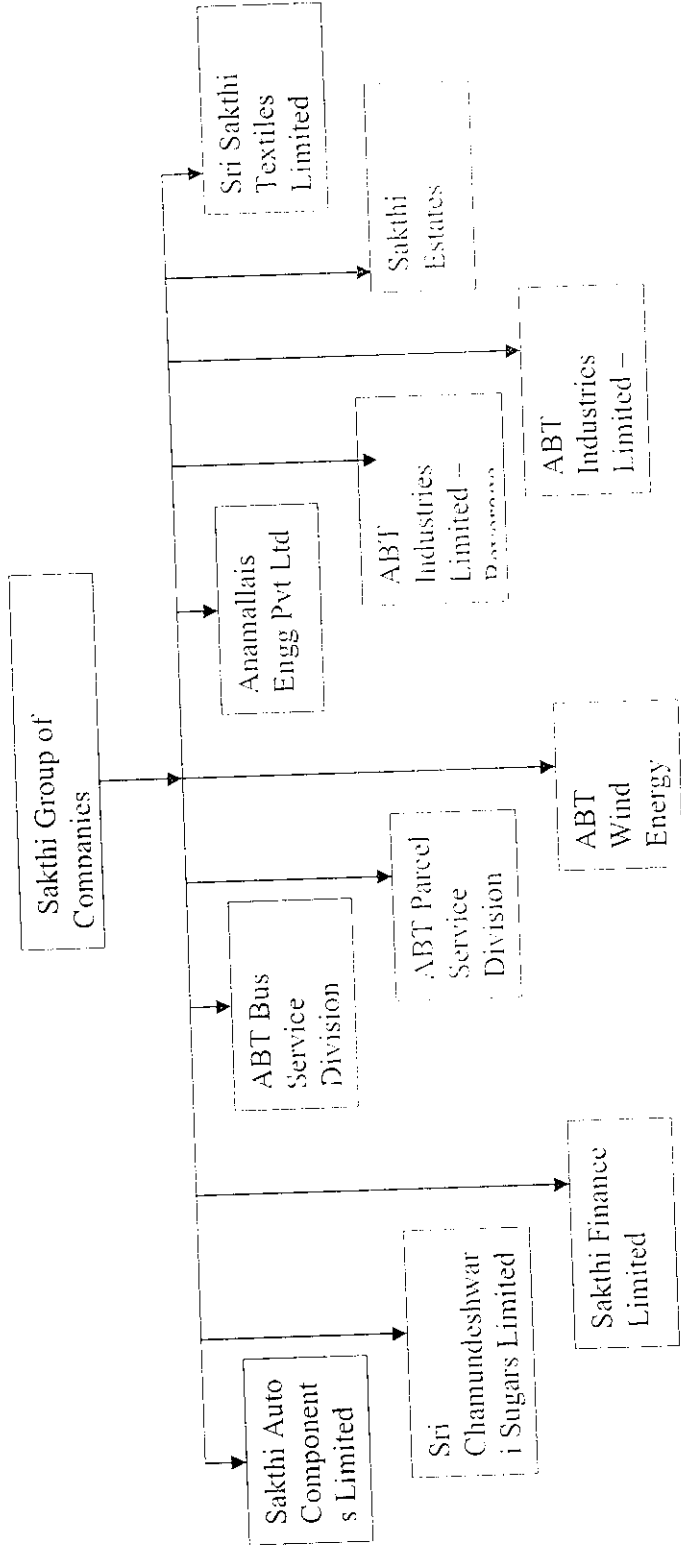 Sakthi Group of
Companies
Sakthi Auto
Component
s Limited
Sri
Chamundeshwar
i Sugars Limited
Sakthi Finance
Limited
ABT Bus
Service
Division
ABT Parcel
Service
Division
ABT
Wind
Energy
Anamallais
Engg Pvt Ltd
ABT
Industries
Limited –
ABT
Industries
Limited –
Sakthi
Estates
Sri Sakthi
Textiles
Limited